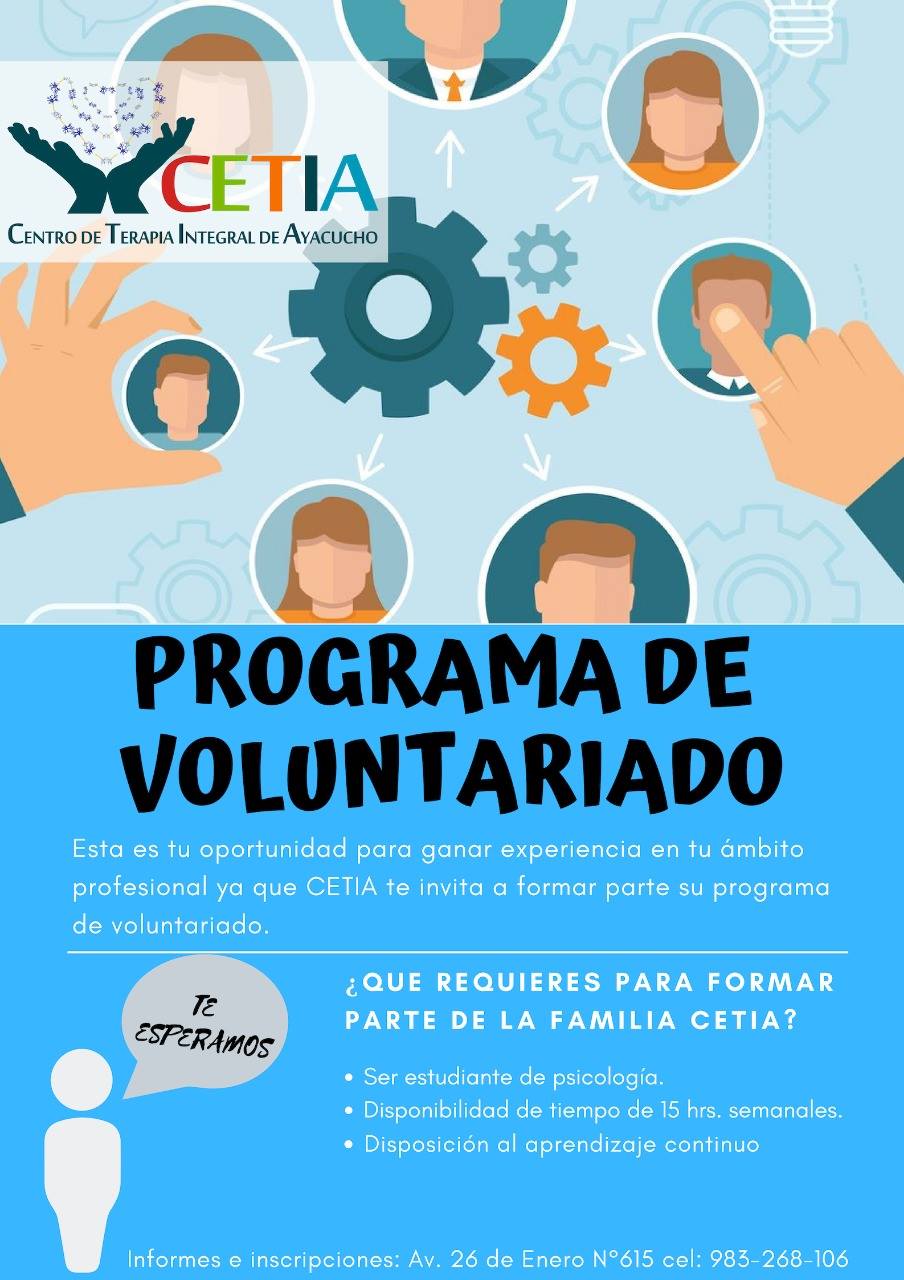 CETIA
CENTRO DE TERAPIA INTEGRAL DE AYACUCHO
PROGRAMA DE
VOLUNTARIADO
Esta es tu oportunidad para ganar experiencia en tu ámbito
profesional ya que CETIA te invita a formar parte su programa
de voluntariado.
TE
ESPERAMOS
¿QUE REQUIERES PARA FORMAR
PARTE DE LA FAMILIA CETIA?
• Ser estudiante de psicología.
• Disponibilidad de tiempo de 15 hrs. semanales.
• Disposición al aprendizaje continuo
Informes e inscripciones: Av. 26 de Enero N°615 cel: 983-268-106